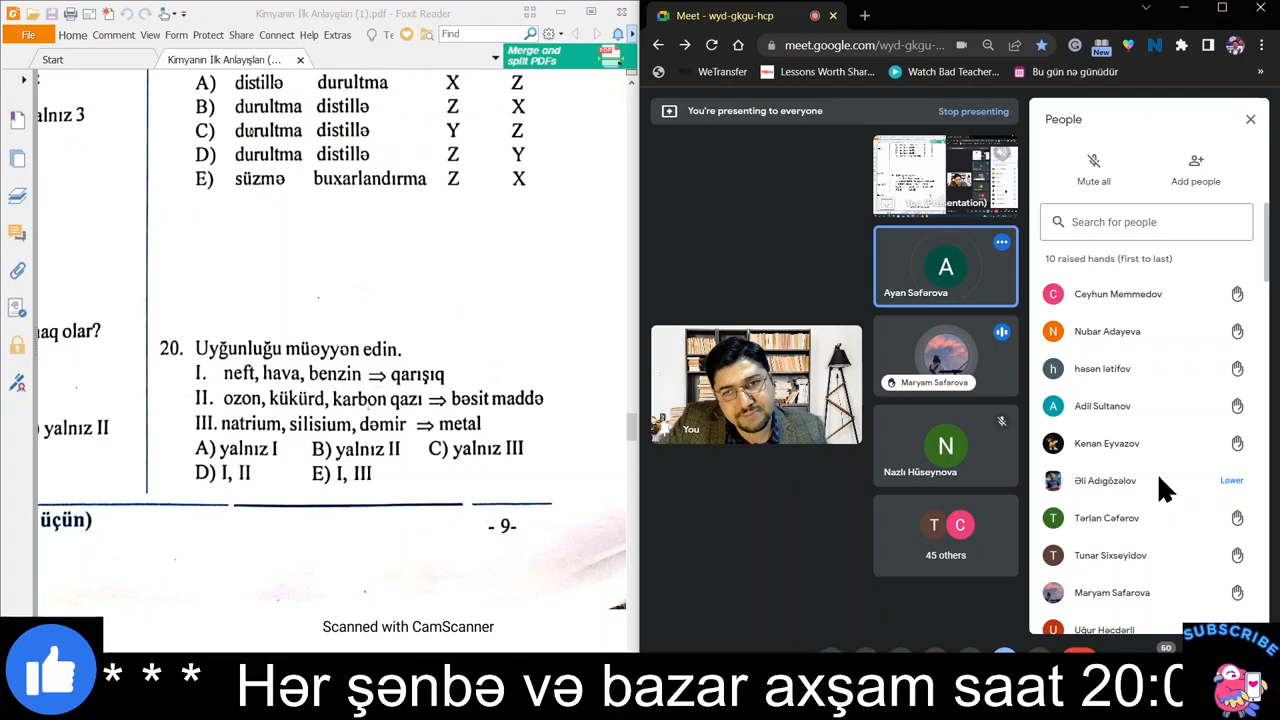 Kimyanın İlk Anlayışları (1).pdf - Foxit Reader
File Home Comment View Form Protect Share Connect Help Extras Find
Start
Kimyanın İlk Anlayışları (...
Merge and
split PDFs
alnız 3
A) distillə durultma X Z
B) durultma distillə Z X
C) durultma distillə Y Z
D) durultma distillə Z Y
E) süzmə buxarlandırma Z X
naq olar?
20. Uyğunluğu müəyyən edin.
I. neft, hava, benzin ⇒ qarışıq
II. ozon, kükürd, karbon qazı ⇒ bəsit maddə
III. natrium, silisium, dəmir ⇒ metal
) yalnız II
A) yalnız I B) yalnız II C) yalnız III
D) I, II E) I, III
üçün)
- 9-
Scanned with CamScanner
Meet - wyd-gkgu-hcp
meet.google.com/wyd-gkgu-...
New
WeTransfer Lessons Worth Shar... Watch Bad Teacher... Bu gün nə günüdür
You're presenting to everyone Stop presenting
You (Presentation)
A
Ayan Səfərova
Maryam Safarova
You
N
Nazlı Hüseynova
T C
45 others
People
Mute all Add people
Search for people
10 raised hands (first to last)
C Ceyhun Memmedov
N Nubar Adayeva
h həsən lətifov
A Adil Sultanov
Kenan Eyvazov
Əli Adıgözəlov Lower
T Tərlan Cəfərov
T Tunar Sixseyidov
Maryam Safarova
U Uğur Həcdərli
50
SUBSCRIBE
* * * Hər şənbə və bazar axşam saat 20:0